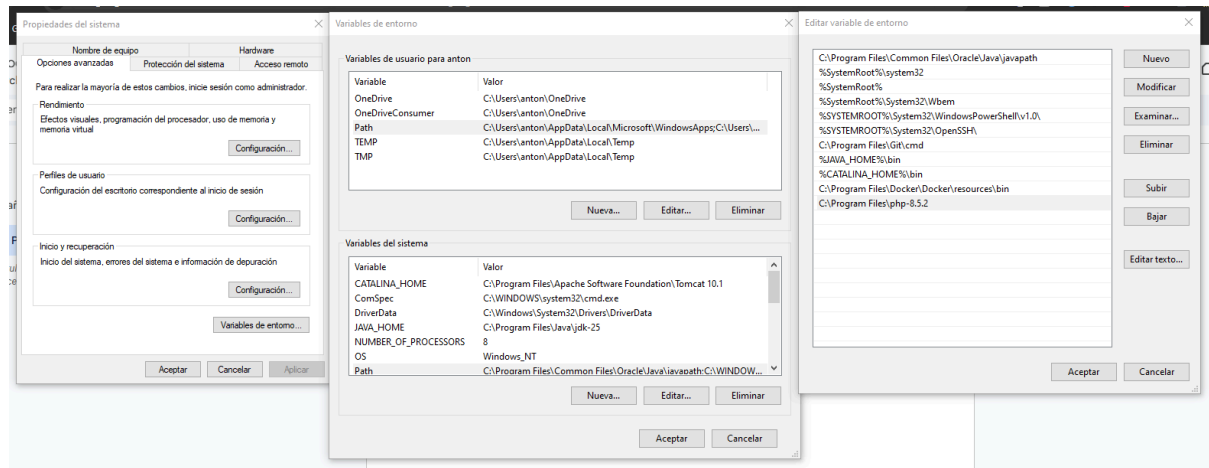 Propiedades del sistema
Nombre de equipo
Hardware
Opciones avanzadas
Protección del sistema
Acceso remoto
Para realizar la mayoría de estos cambios, inicie sesión como administrador.
Rendimiento
Efectos visuales, programación del procesador, uso de memoria y
memoria virtual
Configuración...
Perfiles de usuario
Configuración del escritorio correspondiente al inicio de sesión
Configuración...
Inicio y recuperación
Inicio del sistema, errores del sistema e información de depuración
Configuración...
Variables de entorno...
Aceptar
Cancelar
Aplicar
Variables de entorno
Variables de usuario para anton
Variable Valor
OneDrive C:\Users\anton\OneDrive
OneDriveConsumer C:\Users\anton\OneDrive
Path C:\Users\anton\AppData\Local\Microsoft\WindowsApps;C:\Users\...
TEMP C:\Users\anton\AppData\Local\Temp
TMP C:\Users\anton\AppData\Local\Temp
Nueva...
Editar...
Eliminar
Variables del sistema
Variable Valor
CATALINA_HOME C:\Program Files\Apache Software Foundation\Tomcat 10.1
ComSpec C:\WINDOWS\system32\cmd.exe
DriverData C:\Windows\System32\Drivers\DriverData
JAVA_HOME C:\Program Files\Java\jdk-25
NUMBER_OF_PROCESSORS 8
OS Windows_NT
Path C:\Program Files\Common Files\Oracle\Java\javapath;C:\WINDOW...
Nueva...
Editar...
Eliminar
Aceptar
Cancelar
Editar variable de entorno
C:\Program Files\Common Files\Oracle\Java\javapath
%SystemRoot%\system32
%SystemRoot%
%SystemRoot%\System32\Wbem
%SYSTEMROOT%\System32\WindowsPowerShell\v1.0\
%SYSTEMROOT%\System32\OpenSSH\
C:\Program Files\Git\cmd
%JAVA_HOME%\bin
%CATALINA_HOME%\bin
C:\Program Files\Docker\Docker\resources\bin
C:\Program Files\php-8.5.2
Nuevo
Modificar
Examinar...
Eliminar
Subir
Bajar
Editar texto...
Aceptar
Cancelar